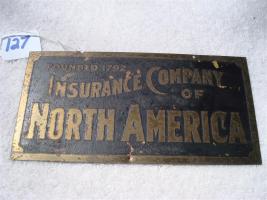 127
FOUNDED 1792
INSURANCE COMPANY
OF
NORTH AMERICA